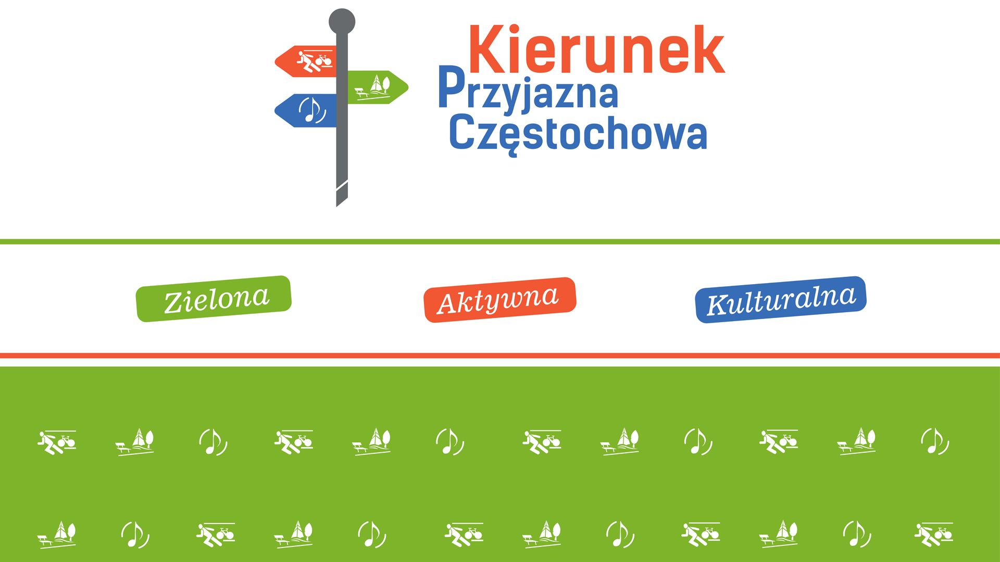 Kierunek
Przyjazna
Częstochowa
Zielona
Aktywna
Kulturalna